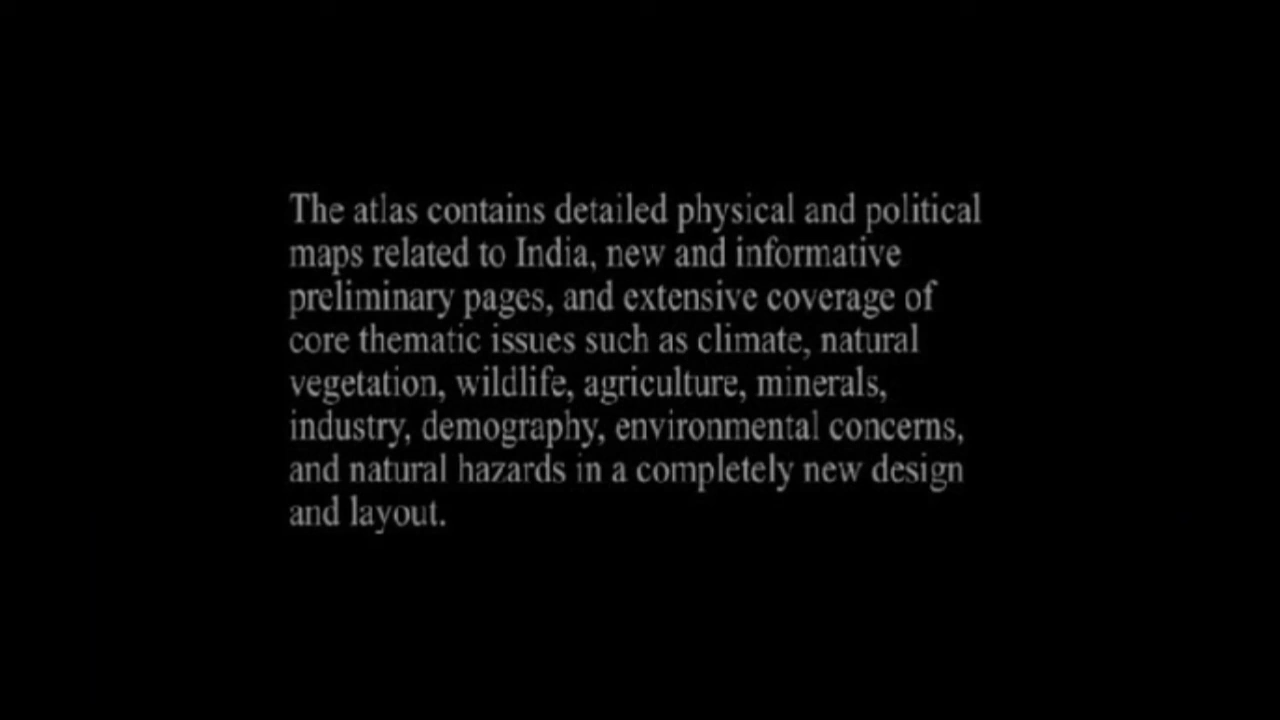 The atlas contains detailed physical and political
maps related to India, new and informative
preliminary pages, and extensive coverage of
core thematic issues such as climate, natural
vegetation, wildlife, agriculture, minerals,
industry, demography, environmental concerns,
and natural hazards in a completely new design
and layout.